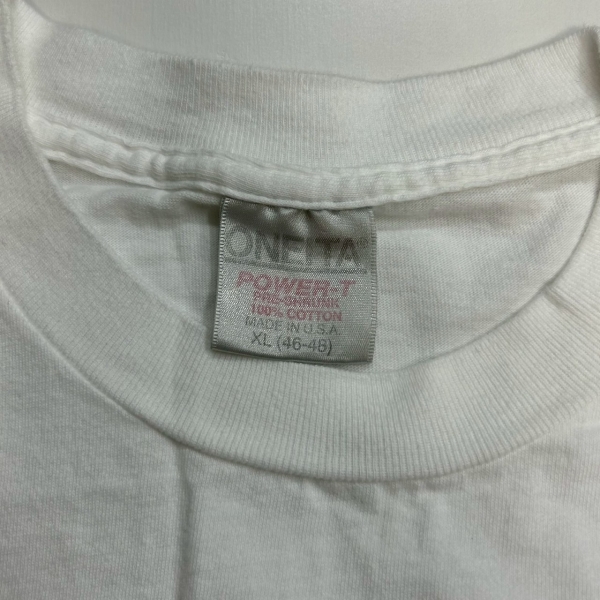 ONEITA®
POWER-T
PRE-SHRUNK
100% COTTON
MADE IN U.S.A.
XL (46-48)